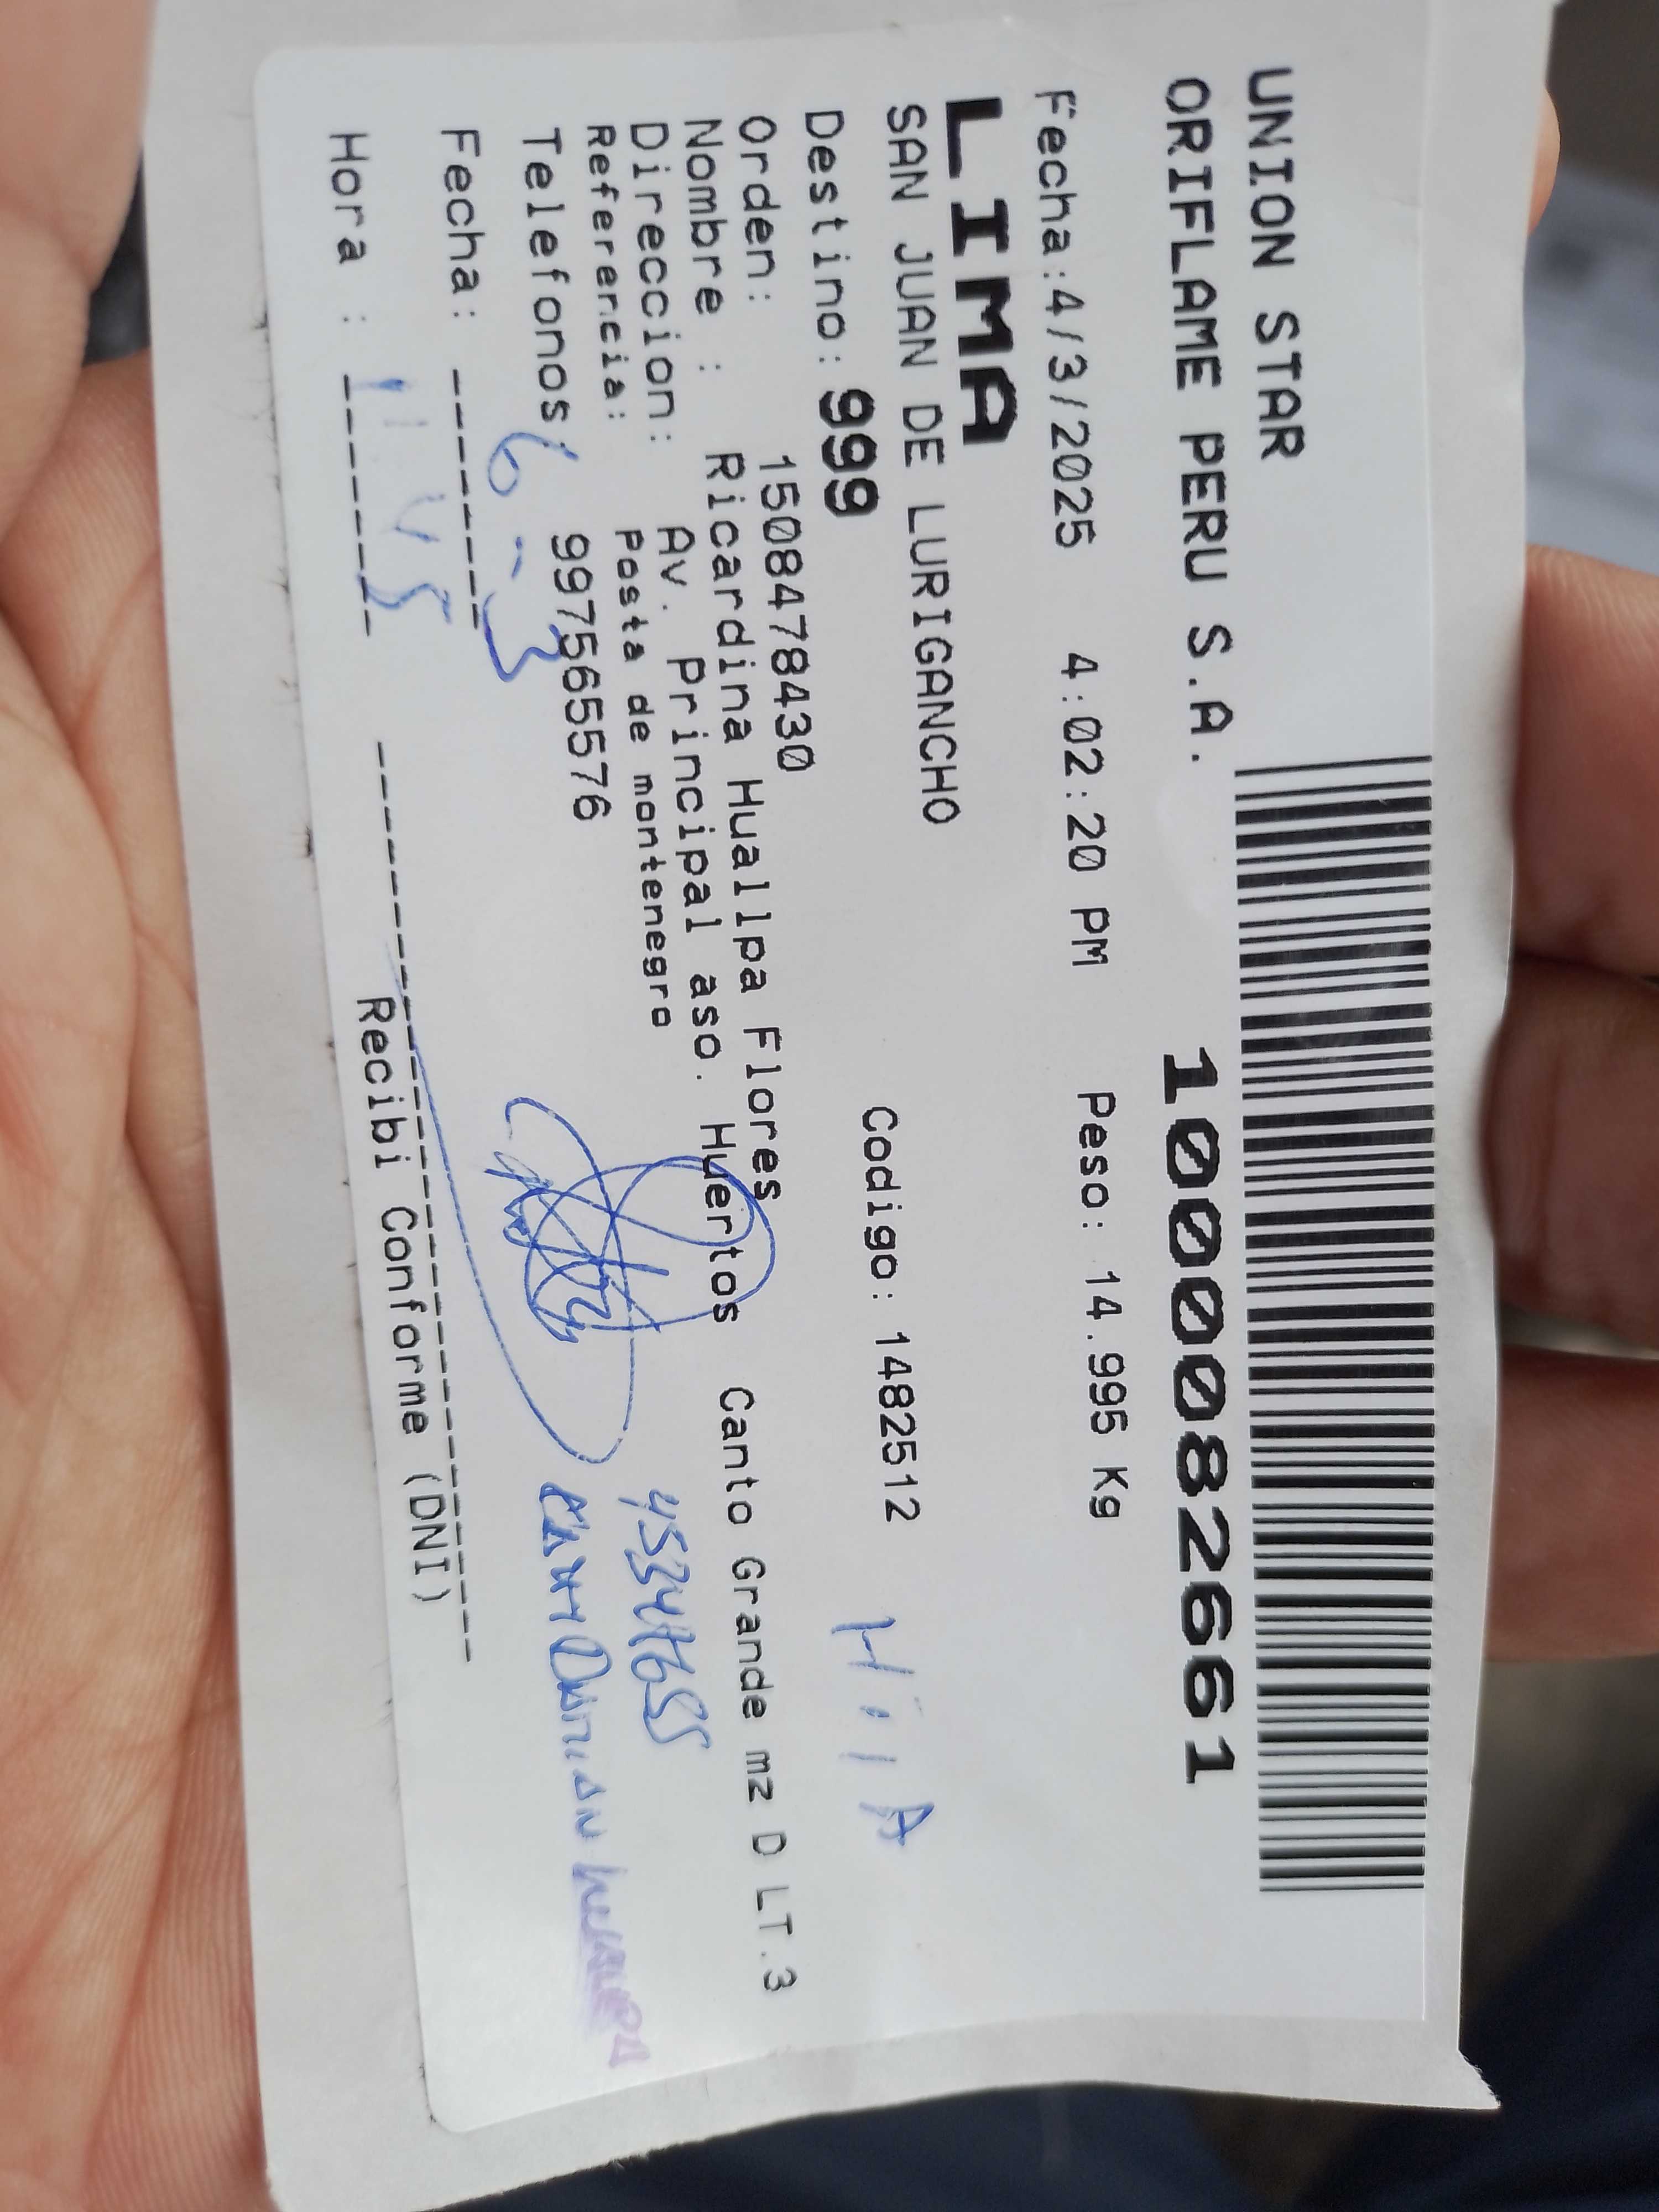 UNION STAR
ORIFLAME PERU S.A. 1000082661
Fecha:4/3/2025 4:02:20 PM Peso: 14.995 Kg
LIMA
SAN JUAN DE LURIGANCHO
Destino: 999 Codigo: 1482512
H i A
Orden: 1508478430
Nombre : Ricardina Huallpa Flores
Direccion: Av. Principal aso. Huertos Canto Grande mz D LT.3
Referencia: Posta de montenegro
Telefonos: 997565576
6-3
Fecha: -------
Hora : 11 45
Recibi Conforme (DNI)